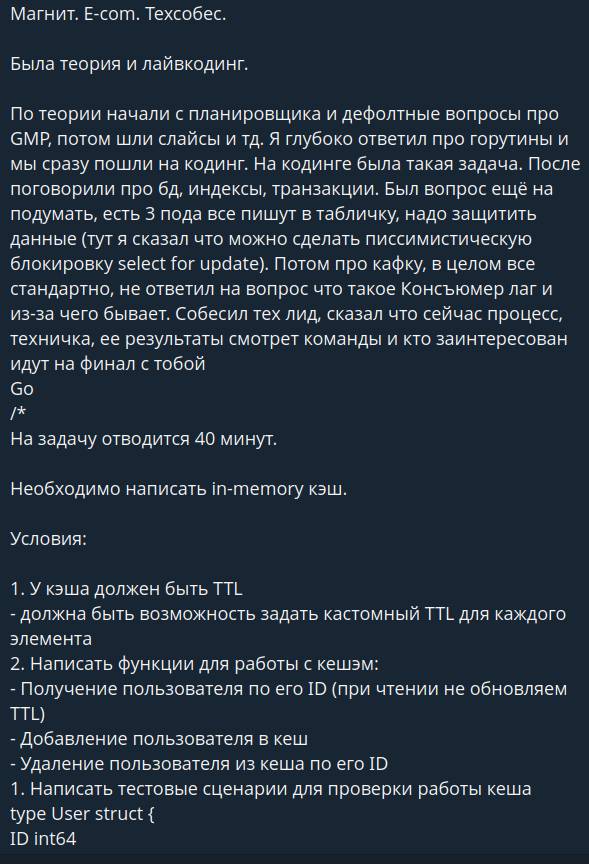 Магнит. E-com. Техсобес.
Была теория и лайвкодинг.
По теории начали с планировщика и дефолтные вопросы про
GMP, потом шли слайсы и тд. Я глубоко ответил про горутины и
мы сразу пошли на кодинг. На кодинге была такая задача. После
поговорили про бд, индексы, транзакции. Был вопрос ещё на
подумать, есть 3 пода все пишут в табличку, надо защитить
данные (тут я сказал что можно сделать писсимистическую
блокировку select for update). Потом про кафку, в целом все
стандартно, не ответил на вопрос что такое Консъюмер лаг и
из-за чего бывает. Собесил тех лид, сказал что сейчас процесс,
техничка, ее результаты смотрет команды и кто заинтересован
идут на финал с тобой
Go
/*
На задачу отводится 40 минут.
Необходимо написать in-memory кэш.
Условия:
1. У кэша должен быть TTL
- должна быть возможность задать кастомный TTL для каждого
элемента
2. Написать функции для работы с кешэм:
- Получение пользователя по его ID (при чтении не обновляем
TTL)
- Добавление пользователя в кеш
- Удаление пользователя из кеша по его ID
1. Написать тестовые сценарии для проверки работы кеша
type User struct {
ID int64